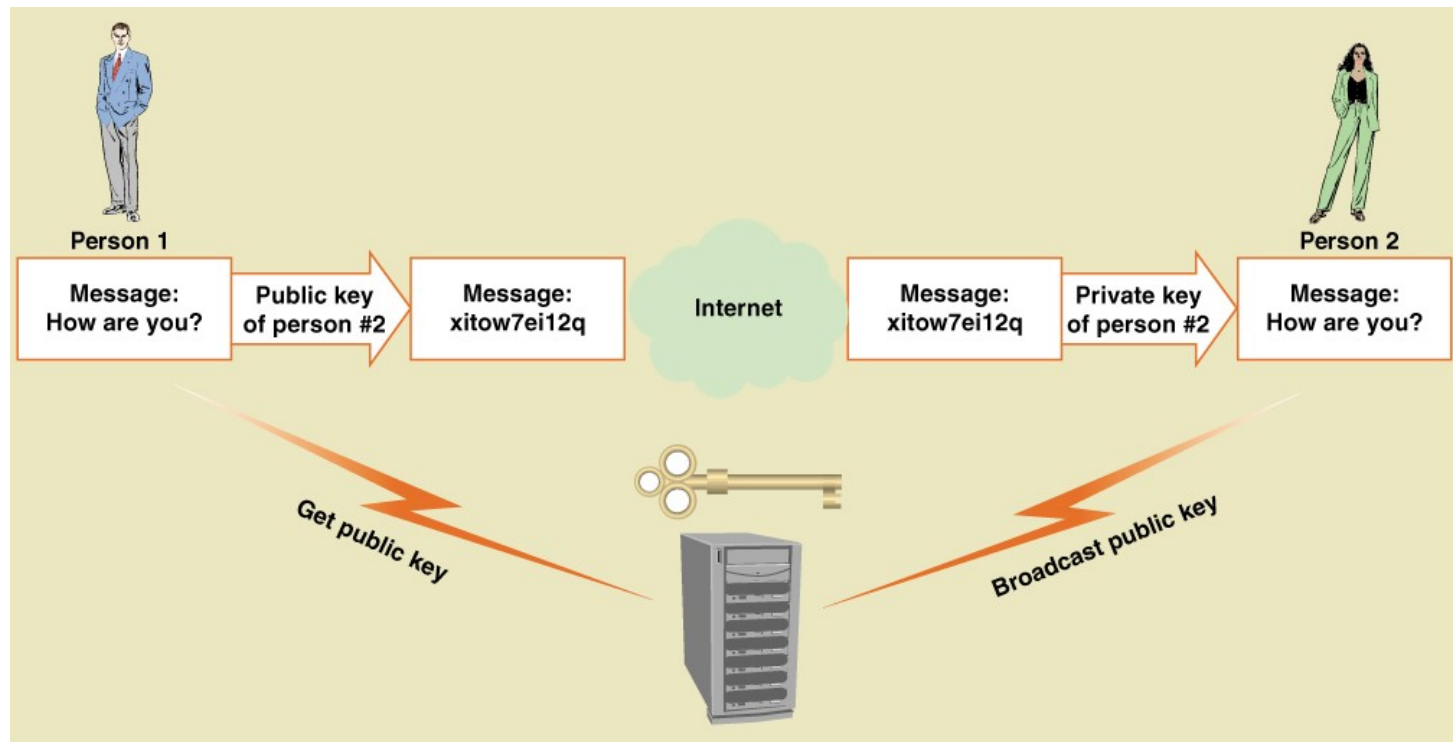 Person 1
Person 2
Message:
How are you?
Public key
of person #2
Message:
xitow7ei12q
Internet
Message:
xitow7ei12q
Private key
of person #2
Message:
How are you?
Get public key
Broadcast public key